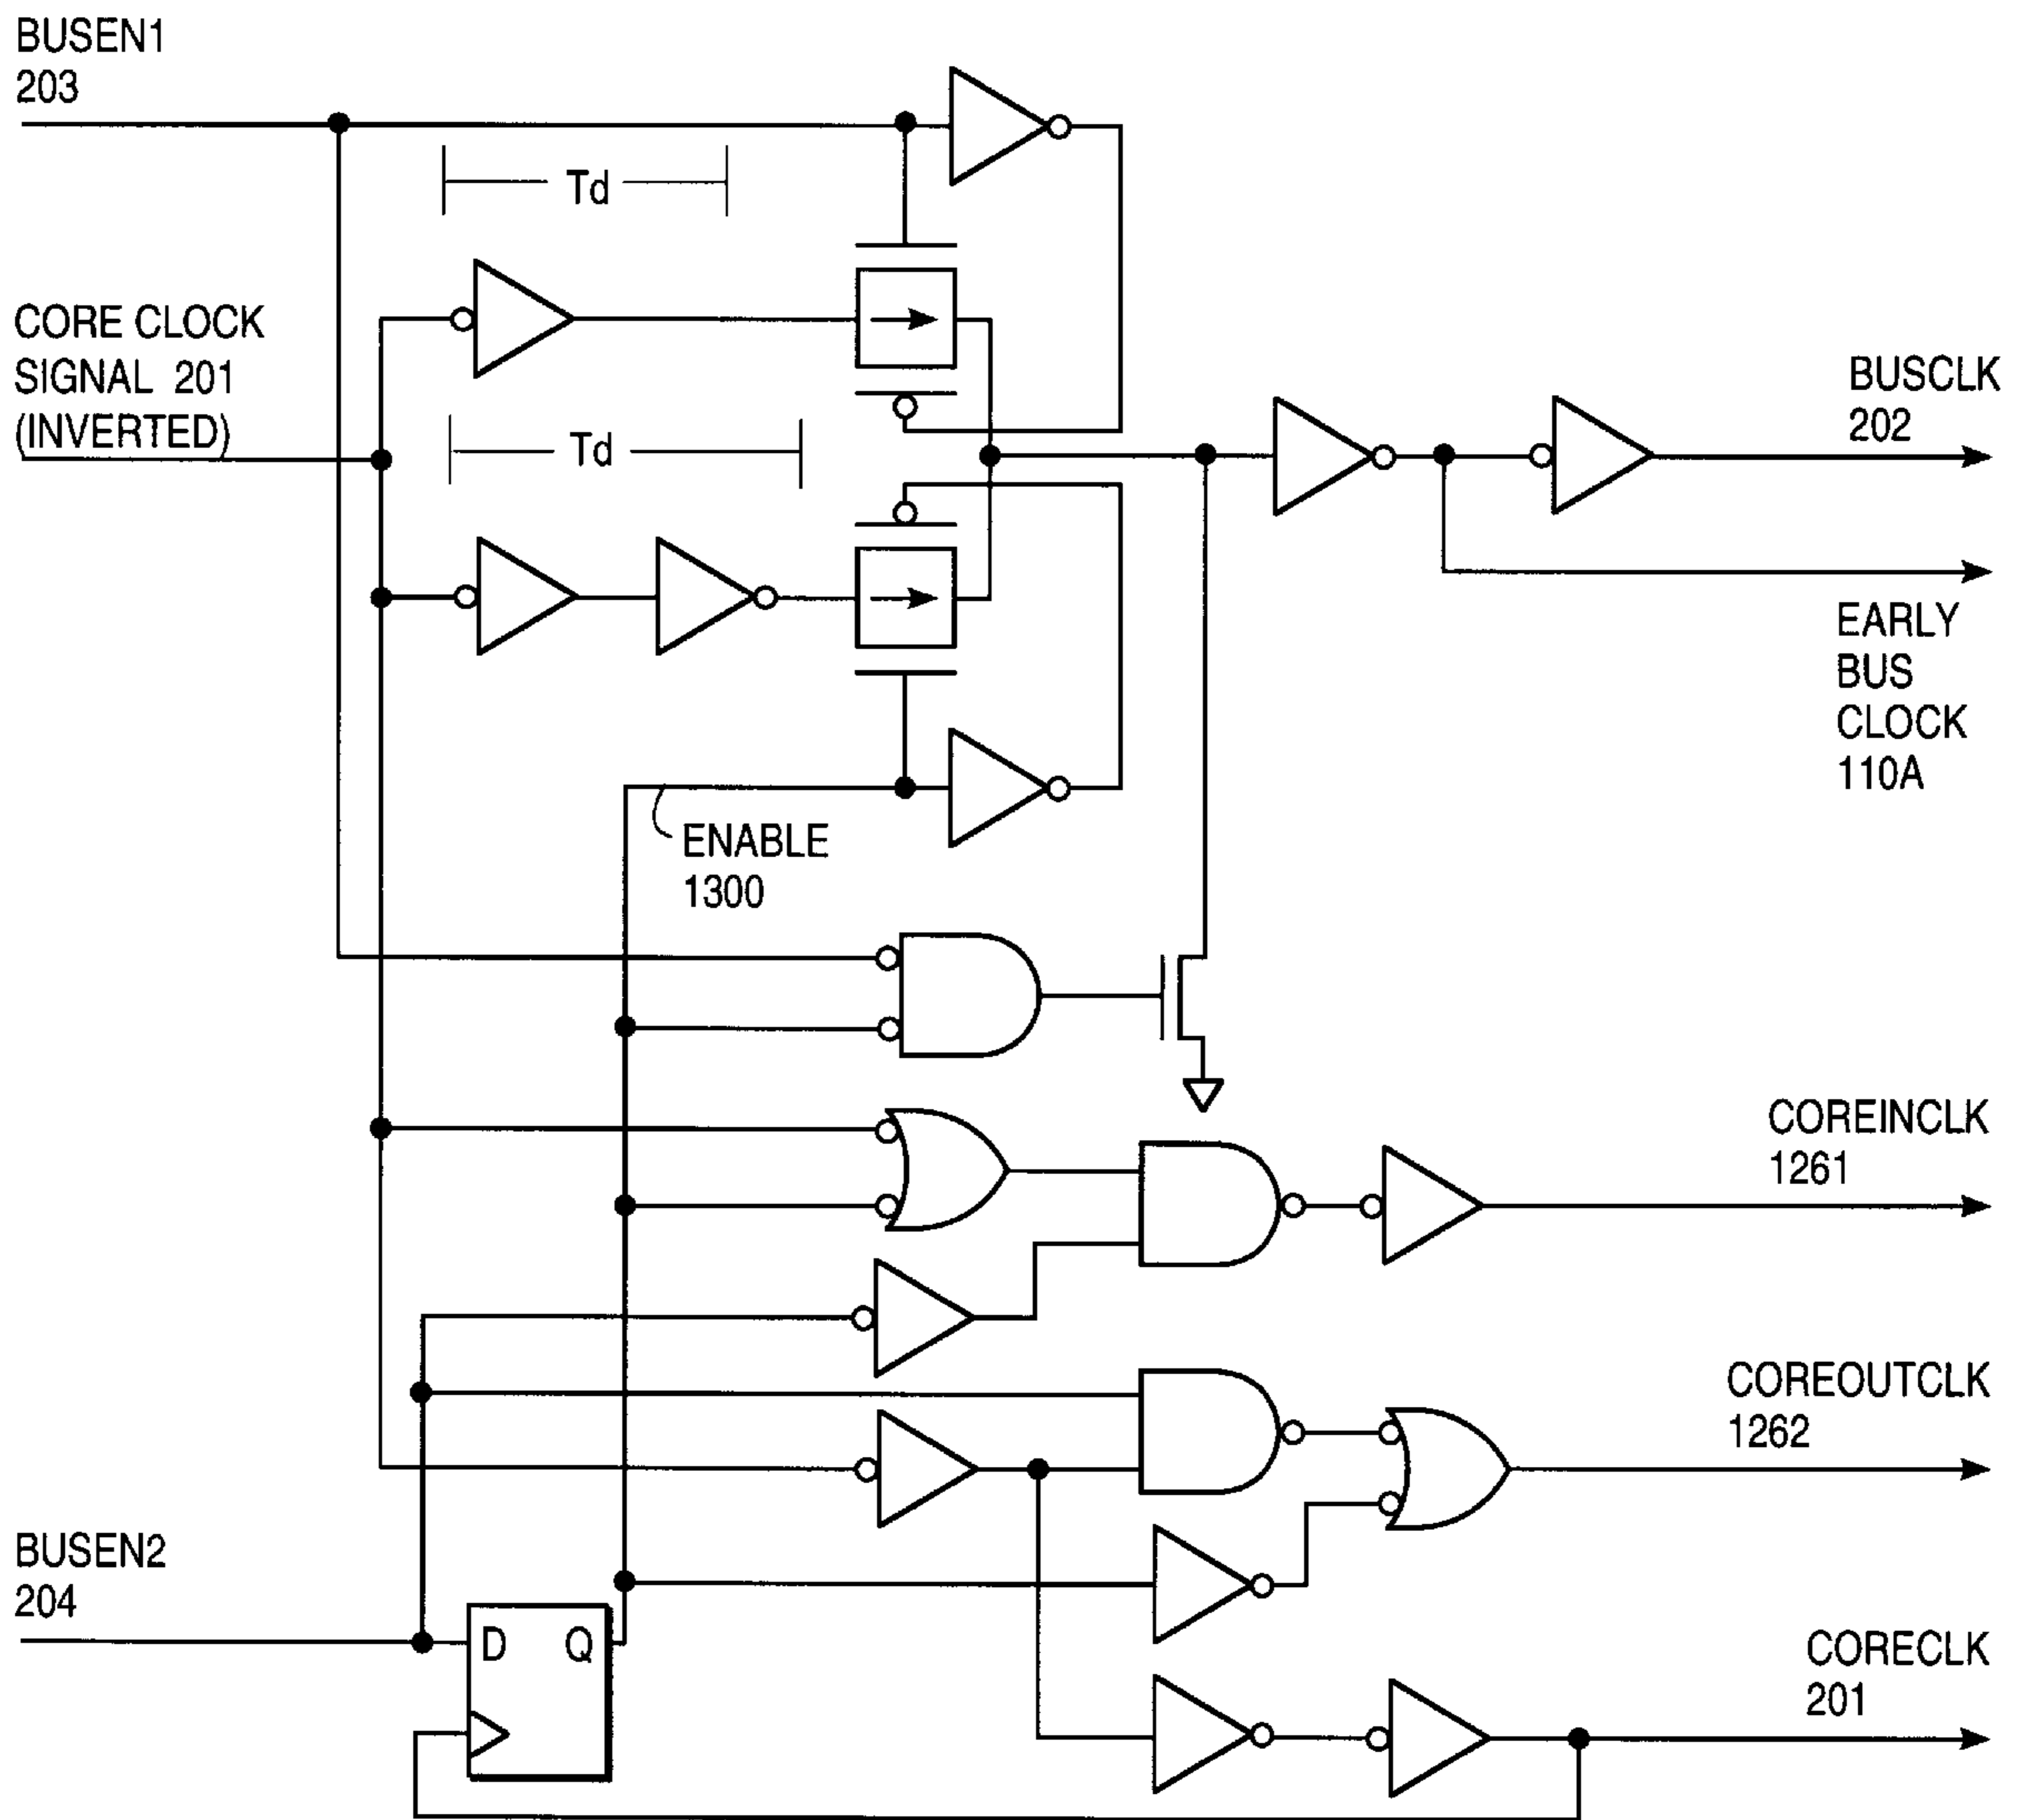 BUSEN1
203
Td
CORE CLOCK
SIGNAL 201
(INVERTED)
Td
BUSCLK
202
EARLY
BUS
CLOCK
110A
ENABLE
1300
COREINCLK
1261
COREOUTCLK
1262
BUSEN2
204
D Q
CORECLK
201